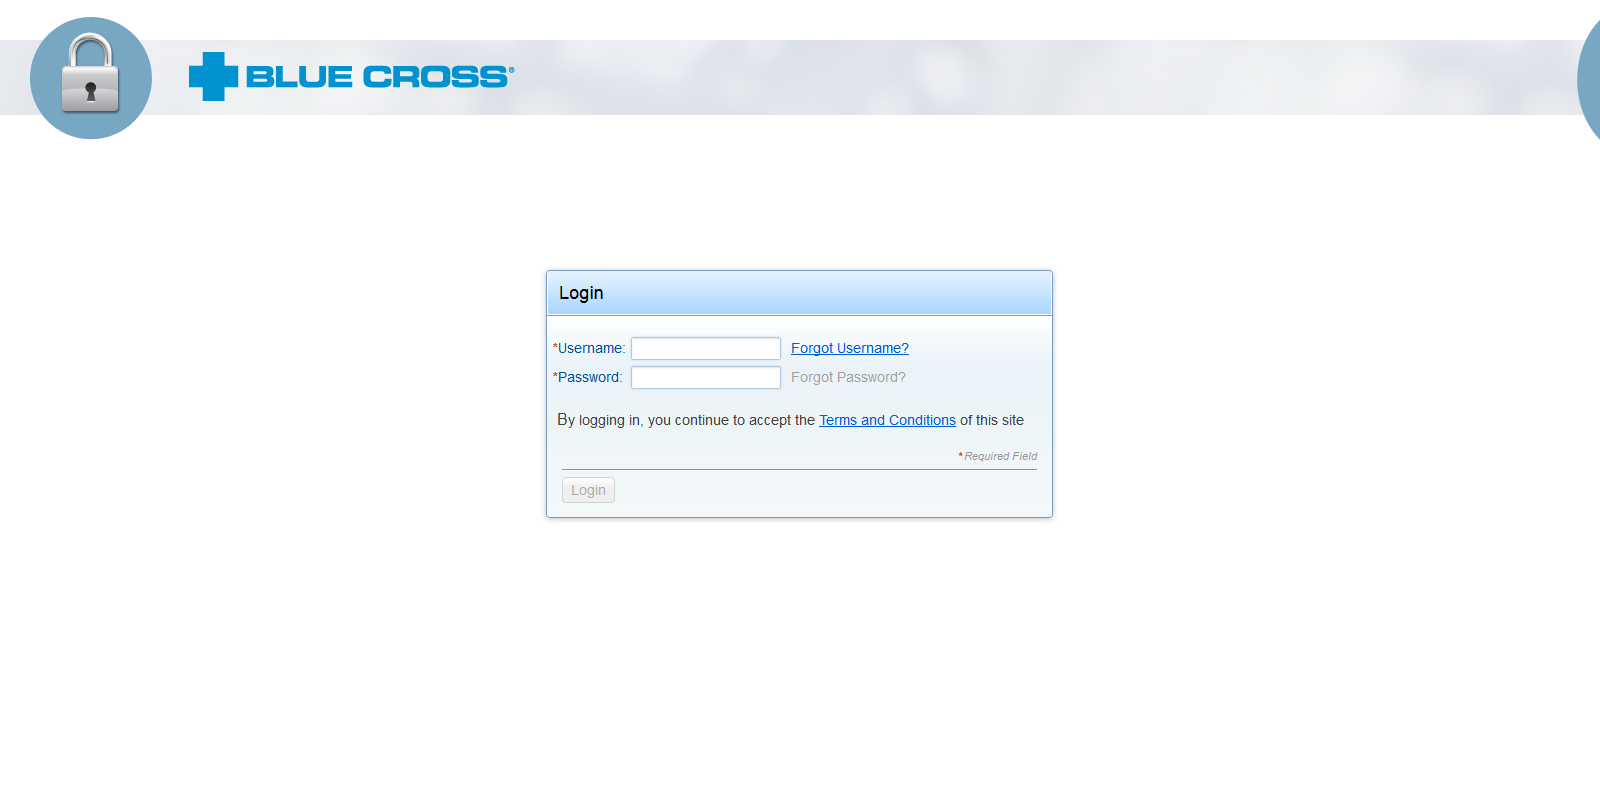 BLUE CROSS®
Login
*Username: Forgot Username?
*Password: Forgot Password?
By logging in, you continue to accept the Terms and Conditions of this site
*Required Field
Login